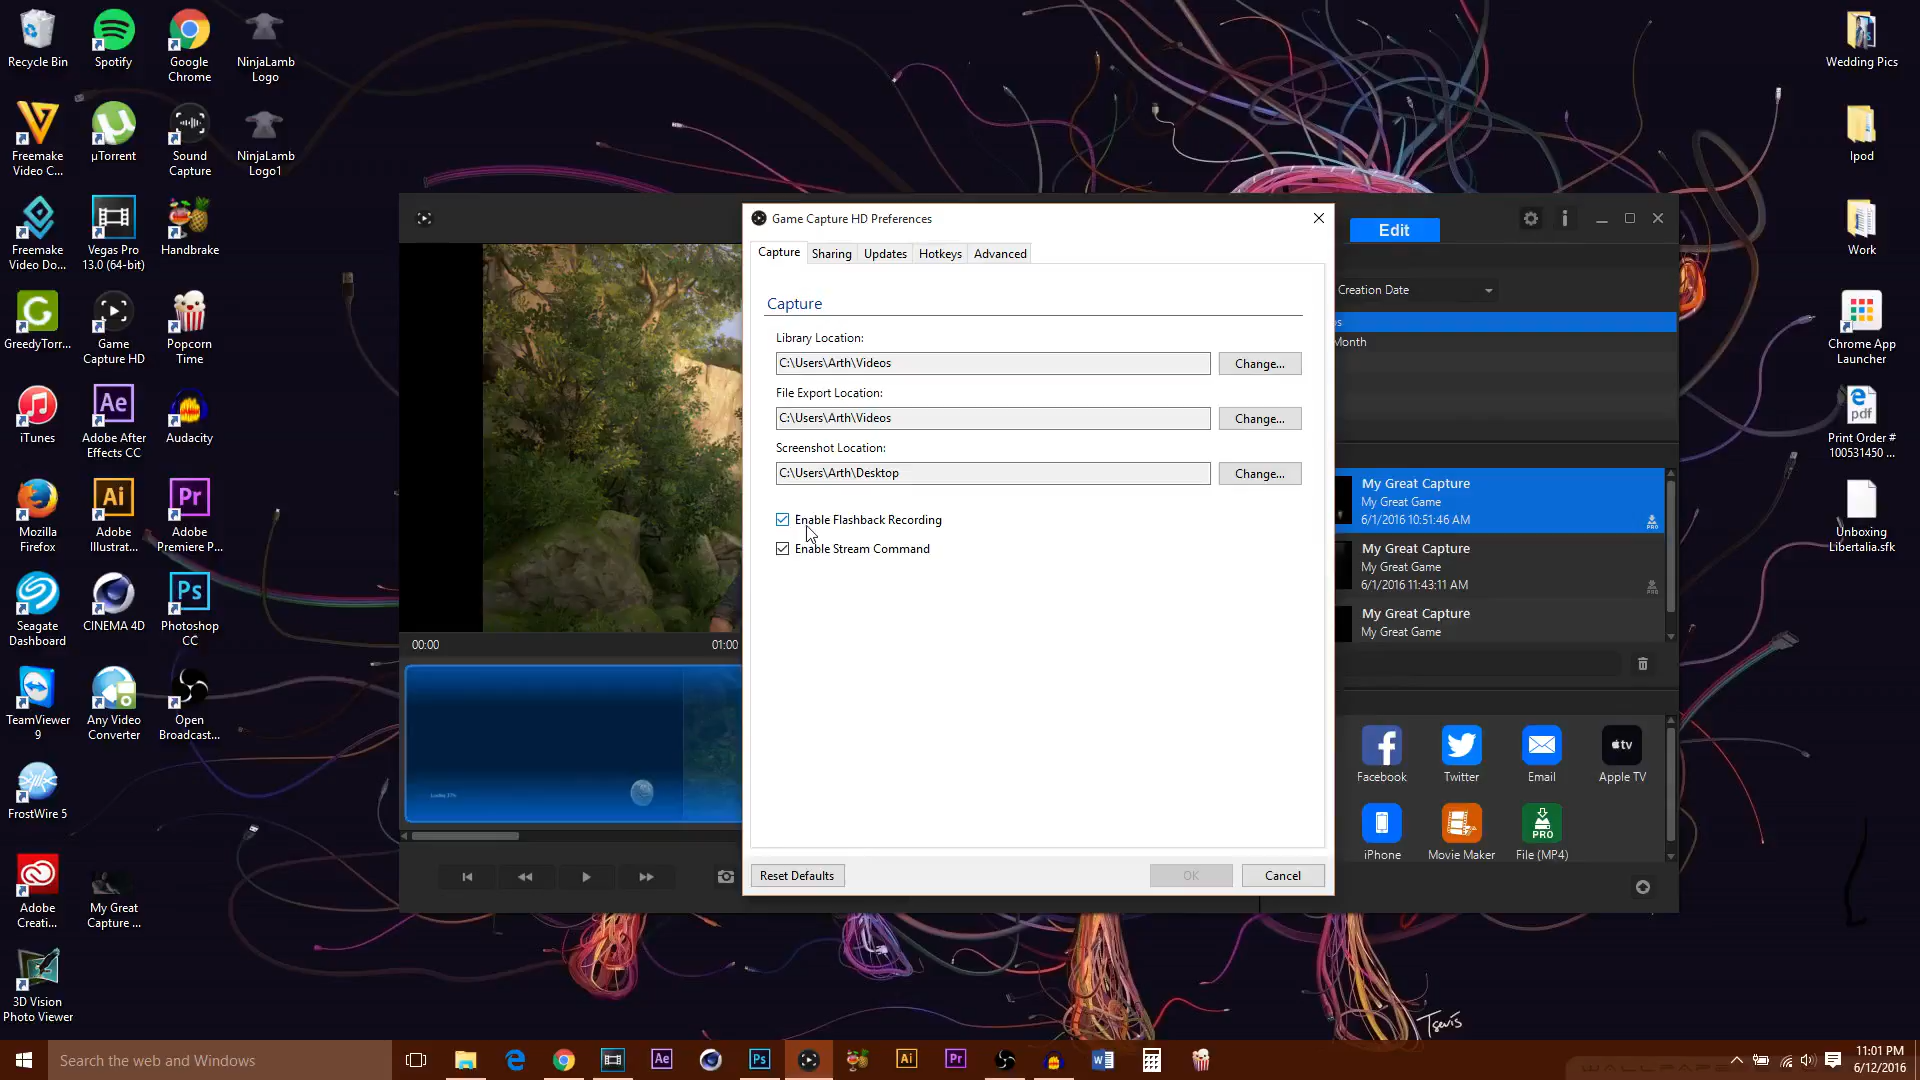 Recycle Bin
Spotify
Google
Chrome
NinjaLamb
Logo
Freemake
Video C...
µTorrent
Sound
Capture
NinjaLamb
Logo1
Freemake
Video Do...
Vegas Pro
13.0 (64-bit)
Handbrake
GreedyTorr...
Game
Capture HD
Popcorn
Time
iTunes
Adobe After
Effects CC
Audacity
Mozilla
Firefox
Adobe
Illustrat...
Adobe
Premiere P...
Seagate
Dashboard
CINEMA 4D
Photoshop
CC
TeamViewer
9
Any Video
Converter
Open
Broadcast...
FrostWire 5
Adobe
Creati...
My Great
Capture ...
3D Vision
Photo Viewer
Game Capture HD Preferences
Capture
Sharing
Updates
Hotkeys
Advanced
Capture
Library Location:
C:\Users\Arth\Videos
Change...
File Export Location:
C:\Users\Arth\Videos
Change...
Screenshot Location:
C:\Users\Arth\Desktop
Change...
Enable Flashback Recording
Enable Stream Command
Reset Defaults
OK
Cancel
00:00
01:00
Edit
Creation Date
Month
My Great Capture
My Great Game
6/1/2016 10:51:46 AM
My Great Capture
My Great Game
6/1/2016 11:43:11 AM
My Great Capture
My Great Game
Facebook
Twitter
Email
tv
Apple TV
iPhone
Movie Maker
PRO
File (MP4)
Wedding Pics
Ipod
Work
Chrome App
Launcher
pdf
Print Order #
100531450 ...
Unboxing
Libertalia.sfk
Tsevis
Search the web and Windows
11:01 PM
6/12/2016